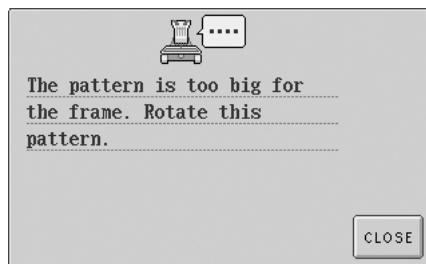 ....
The pattern is too big for
the frame. Rotate this
pattern.
CLOSE